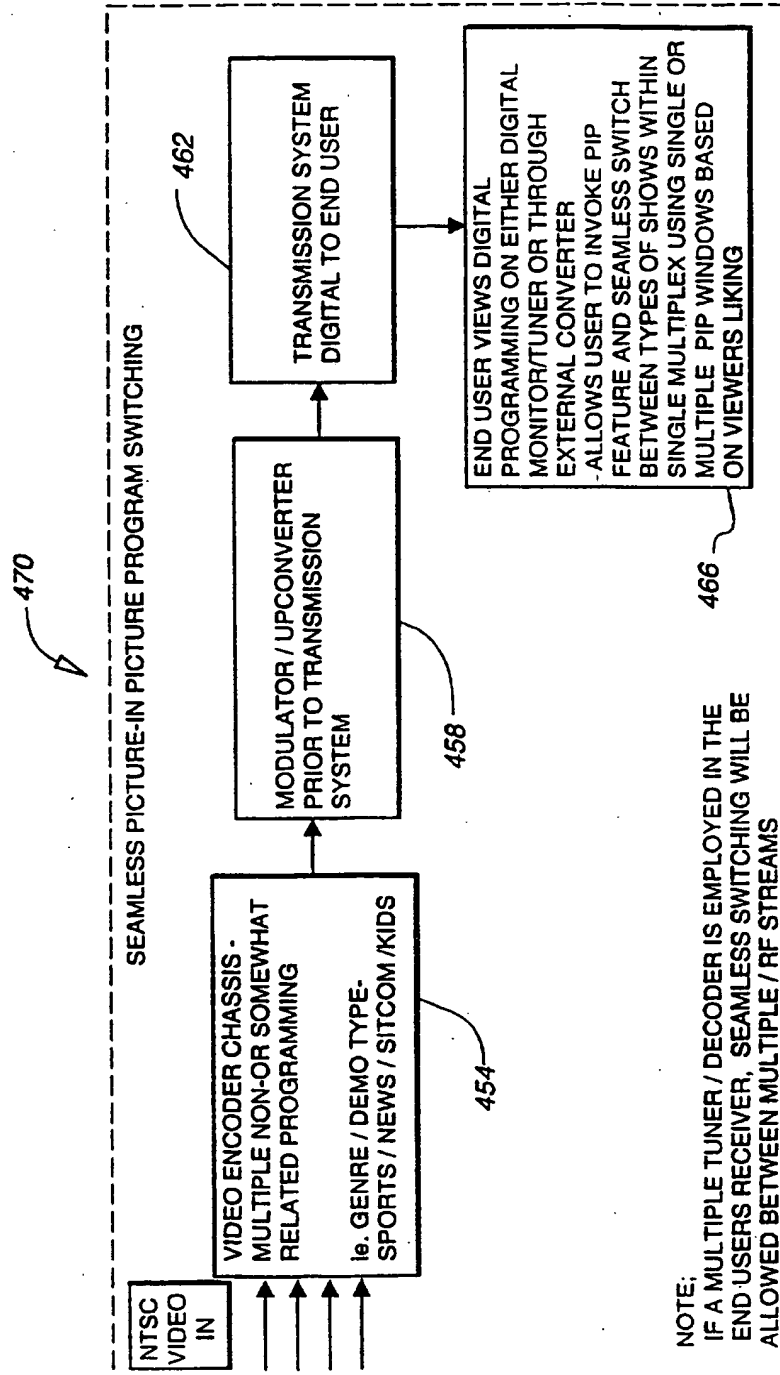 470
SEAMLESS PICTURE-IN PICTURE PROGRAM SWITCHING
NTSC
VIDEO
IN
VIDEO ENCODER CHASSIS -
MULTIPLE NON-OR SOMEWHAT
RELATED PROGRAMMING
Ie. GENRE / DEMO TYPE-
SPORTS / NEWS / SITCOM /KIDS
454
MODULATOR / UPCONVERTER
PRIOR TO TRANSMISSION
SYSTEM
458
TRANSMISSION SYSTEM
DIGITAL TO END USER
462
END USER VIEWS DIGITAL
PROGRAMMING ON EITHER DIGITAL
MONITOR/TUNER OR THROUGH
EXTERNAL CONVERTER
-ALLOWS USER TO INVOKE PIP
FEATURE AND SEAMLESS SWITCH
BETWEEN TYPES OF SHOWS WITHIN
SINGLE MULTIPLEX USING SINGLE OR
MULTIPLE PIP WINDOWS BASED
ON VIEWERS LIKING
466
NOTE;
IF A MULTIPLE TUNER / DECODER IS EMPLOYED IN THE
END USERS RECEIVER, SEAMLESS SWITCHING WILL BE
ALLOWED BETWEEN MULTIPLE / RF STREAMS